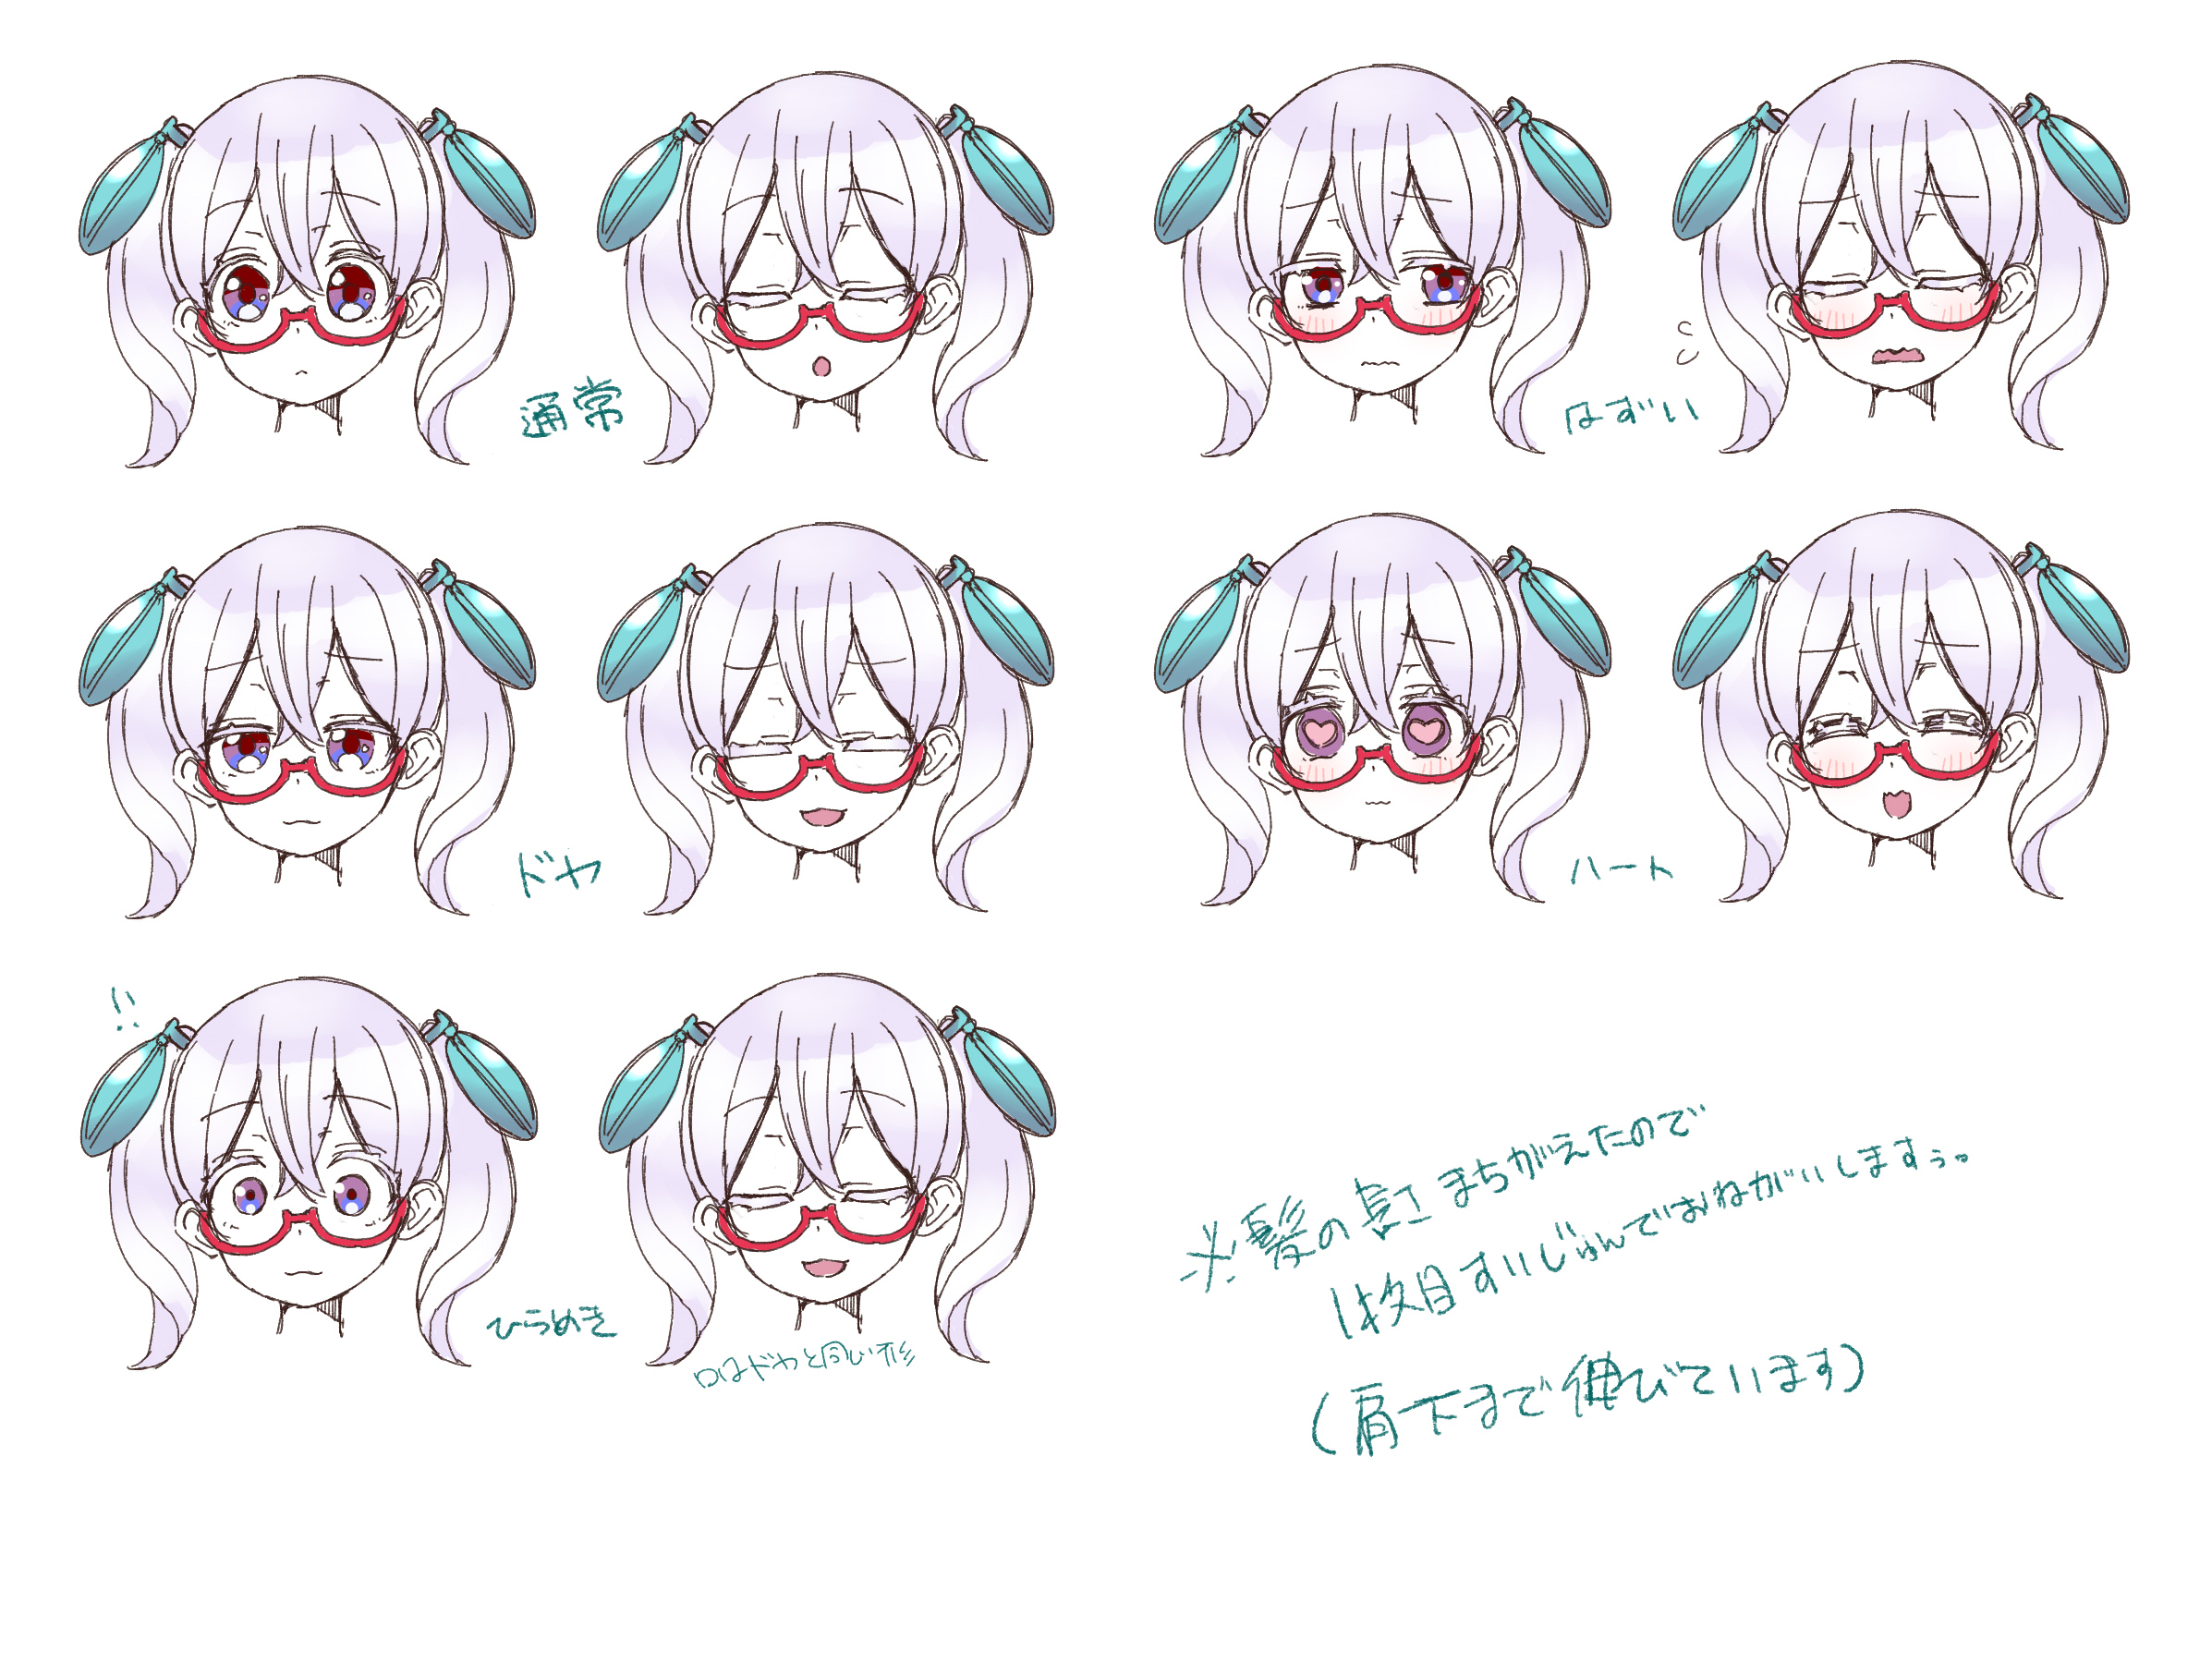 通常
はずい
ドヤ
ハート
!!
ひらめき
口はドヤと同じ形
※髪の長さまちがえたので
1枚目すいじゅんでおねがいしますぅ。
(肩下まで伸びています)